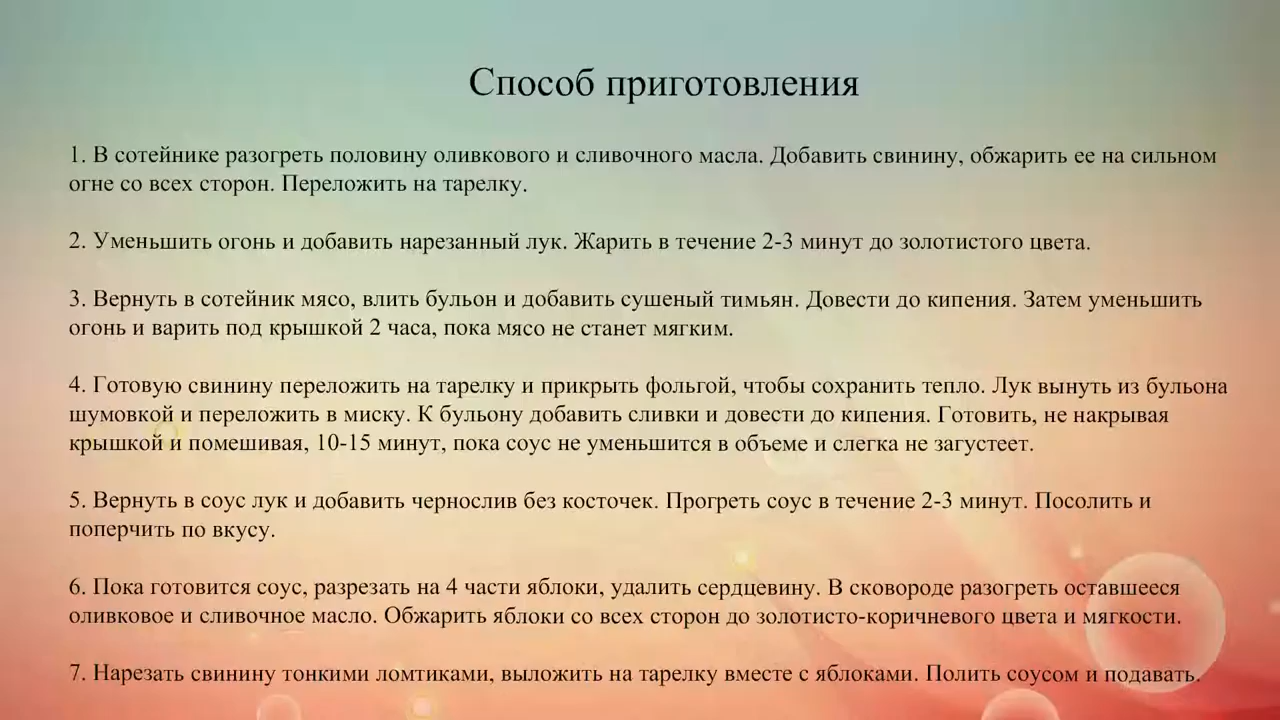 Способ приготовления
1. В сотейнике разогреть половину оливкового и сливочного масла. Добавить свинину, обжарить ее на сильном
огне со всех сторон. Переложить на тарелку.
2. Уменьшить огонь и добавить нарезанный лук. Жарить в течение 2-3 минут до золотистого цвета.
3. Вернуть в сотейник мясо, влить бульон и добавить сушеный тимьян. Довести до кипения. Затем уменьшить
огонь и варить под крышкой 2 часа, пока мясо не станет мягким.
4. Готовую свинину переложить на тарелку и прикрыть фольгой, чтобы сохранить тепло. Лук вынуть из бульона
шумовкой и переложить в миску. К бульону добавить сливки и довести до кипения. Готовить, не накрывая
крышкой и помешивая, 10-15 минут, пока соус не уменьшится в объеме и слегка не загустеет.
5. Вернуть в соус лук и добавить чернослив без косточек. Прогреть соус в течение 2-3 минут. Посолить и
поперчить по вкусу.
6. Пока готовится соус, разрезать на 4 части яблоки, удалить сердцевину. В сковороде разогреть оставшееся
оливковое и сливочное масло. Обжарить яблоки со всех сторон до золотисто-коричневого цвета и мягкости.
7. Нарезать свинину тонкими ломтиками, выложить на тарелку вместе с яблоками. Полить соусом и подавать.